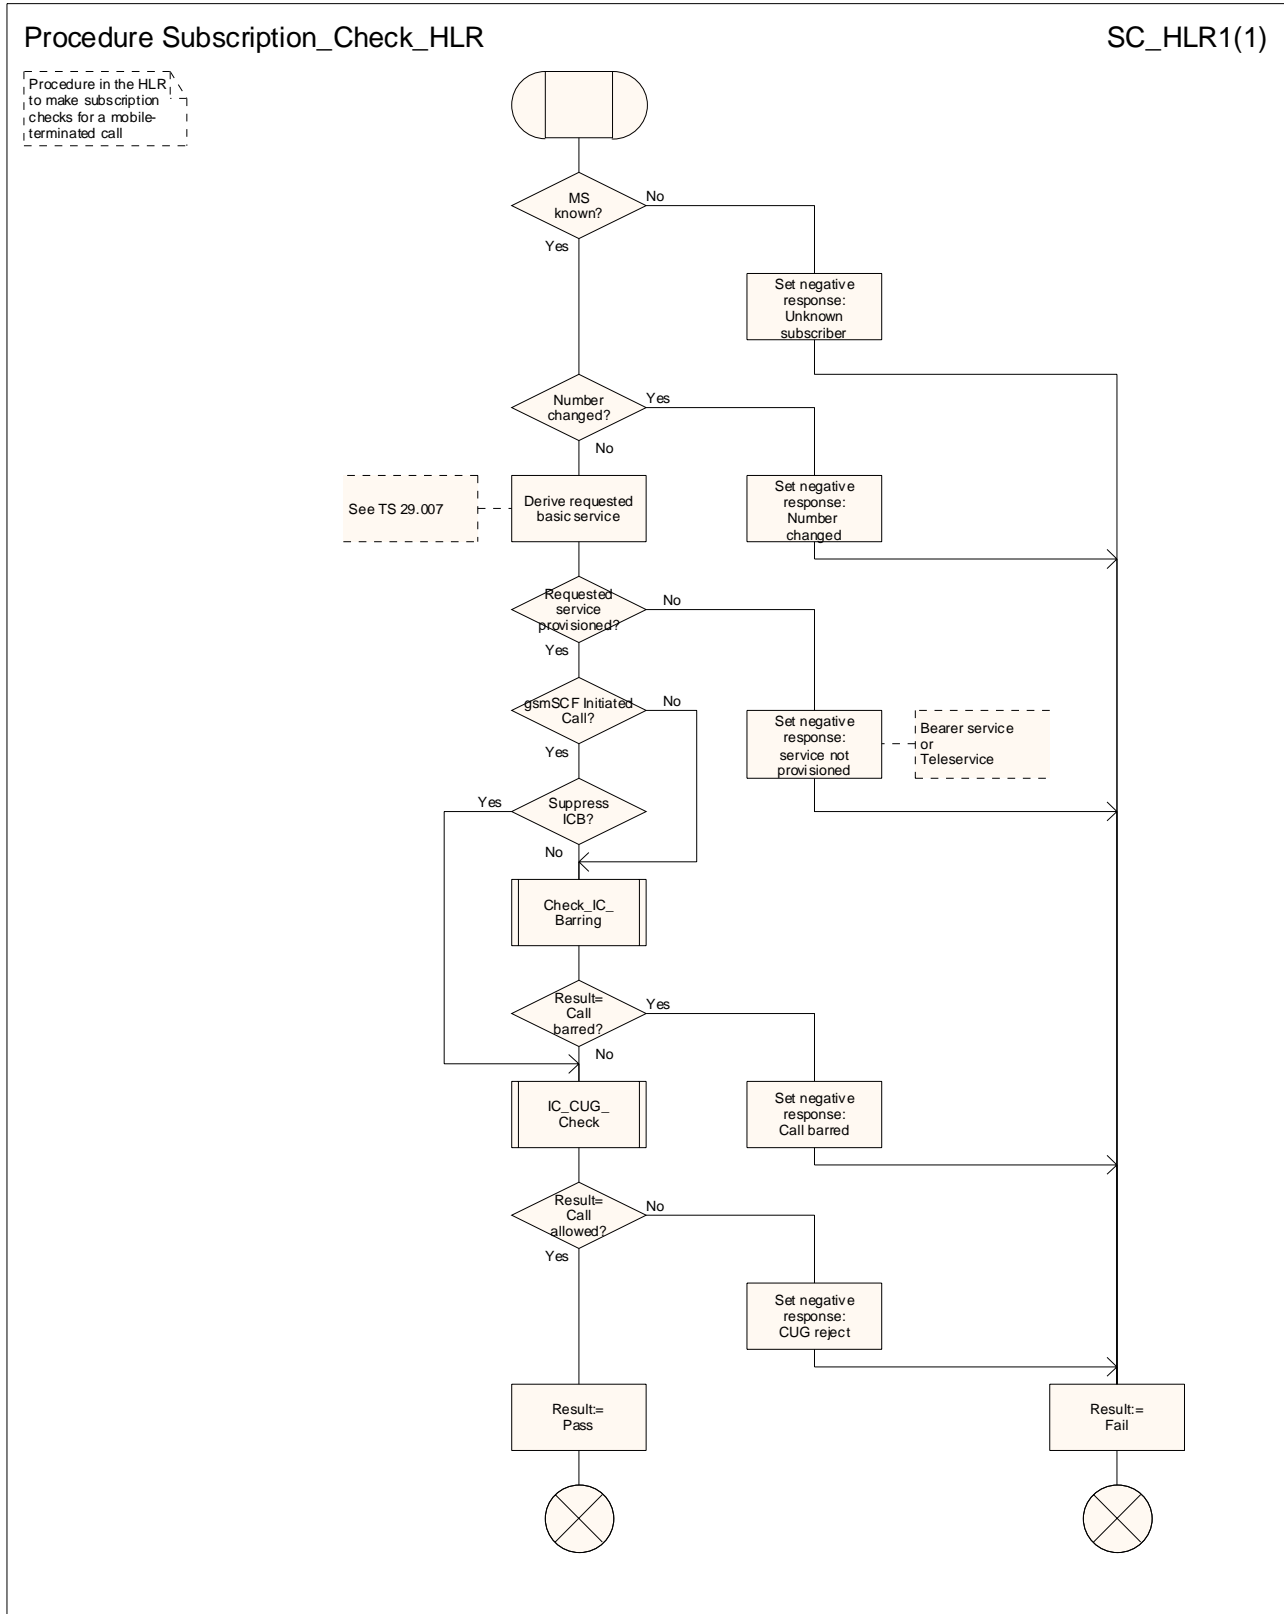 Procedure Subscription_Check_HLR
SC_HLR1(1)
Procedure in the HLR
to make subscription
checks for a mobile-
terminated call
MS
known?
No
Yes
Set negative
response:
Unknown
subscriber
Number
changed?
Yes
No
See TS 29.007
Derive requested
basic service
Set negative
response:
Number
changed
Requested
service
provisioned?
No
Yes
gsmSCF Initiated
Call?
No
Yes
Set negative
response:
service not
provisioned
Bearer service
or
Teleservice
Yes
Suppress
ICB?
No
Check_IC_
Barring
Result=
Call
barred?
Yes
No
IC_CUG_
Check
Set negative
response:
Call barred
Result=
Call
allowed?
No
Yes
Set negative
response:
CUG reject
Result:=
Pass
Result:=
Fail